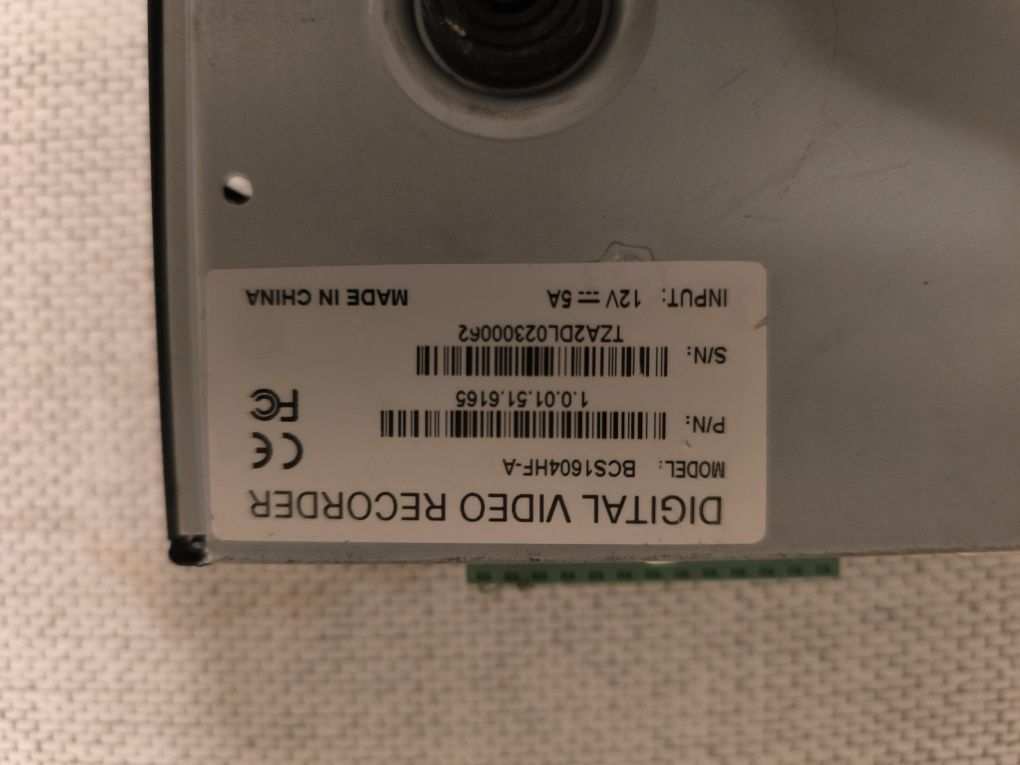 DIGITAL VIDEO RECORDER
MODEL: BCS1604HF-A
P/N:
1.0.01.51.6165
S/N:
TZA2DL02300062
INPUT: 12V ⎓ 5A MADE IN CHINA
CE
FC